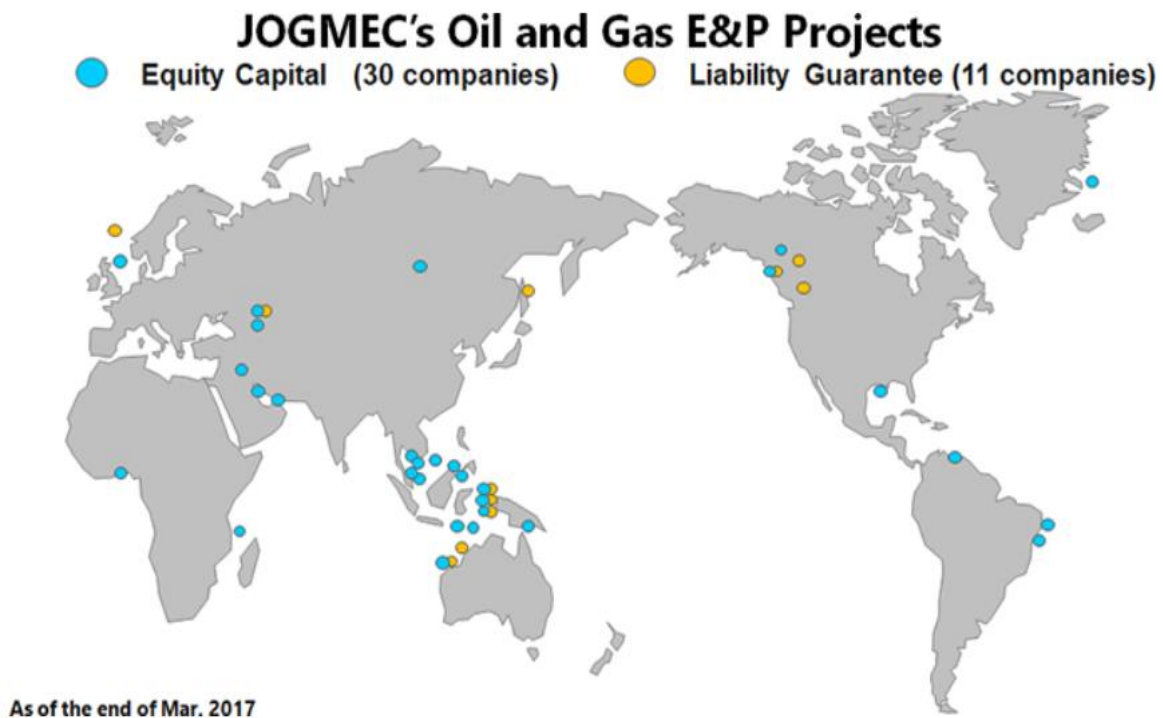 JOGMEC's Oil and Gas E&P Projects
Equity Capital (30 companies) Liability Guarantee (11 companies)
As of the end of Mar. 2017